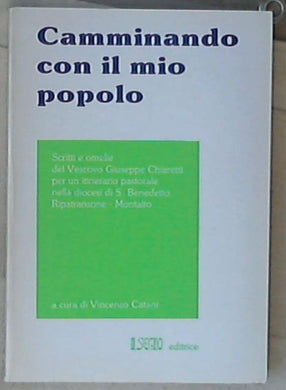 Camminando
con il mio
popolo
Scritti e omelie
del Vescovo Giuseppe Chiaretti
per un itinerario pastorale
nella diocesi di S. Benedetto
Ripatransone - Montalto
a cura di Vincenzo Catani
editrice